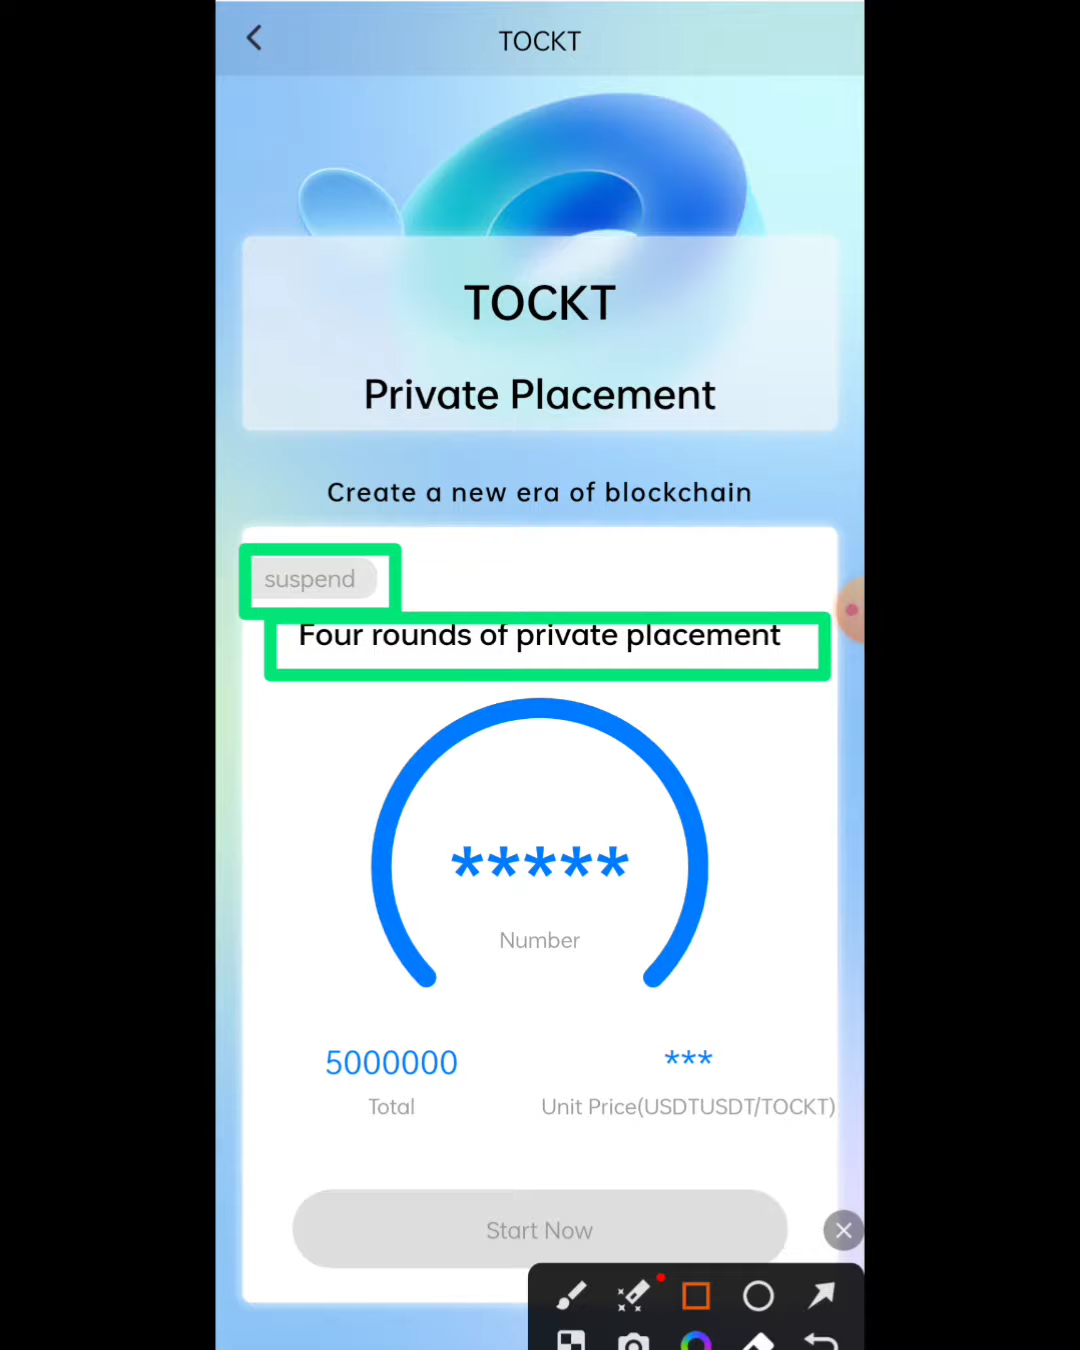 TOCKT
TOCKT
Private Placement
Create a new era of blockchain
suspend
Four rounds of private placement
*****
Number
5000000
***
Total
Unit Price(USDTUSDT/TOCKT)
Start Now